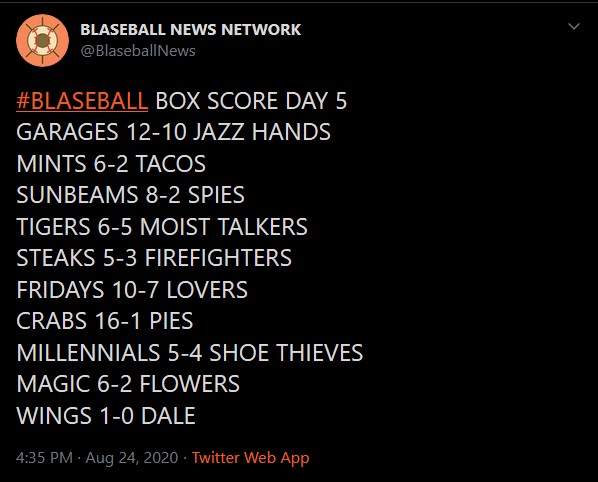 BLASEBALL NEWS NETWORK
@BlaseballNews
#BLASEBALL BOX SCORE DAY 5
GARAGES 12-10 JAZZ HANDS
MINTS 6-2 TACOS
SUNBEAMS 8-2 SPIES
TIGERS 6-5 MOIST TALKERS
STEAKS 5-3 FIREFIGHTERS
FRIDAYS 10-7 LOVERS
CRABS 16-1 PIES
MILLENNIALS 5-4 SHOE THIEVES
MAGIC 6-2 FLOWERS
WINGS 1-0 DALE
4:35 PM · Aug 24, 2020 · Twitter Web App